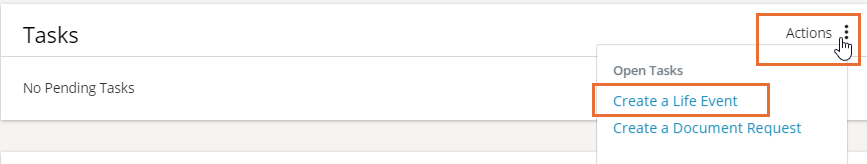 Tasks
Actions
Open Tasks
No Pending Tasks
Create a Life Event
Create a Document Request